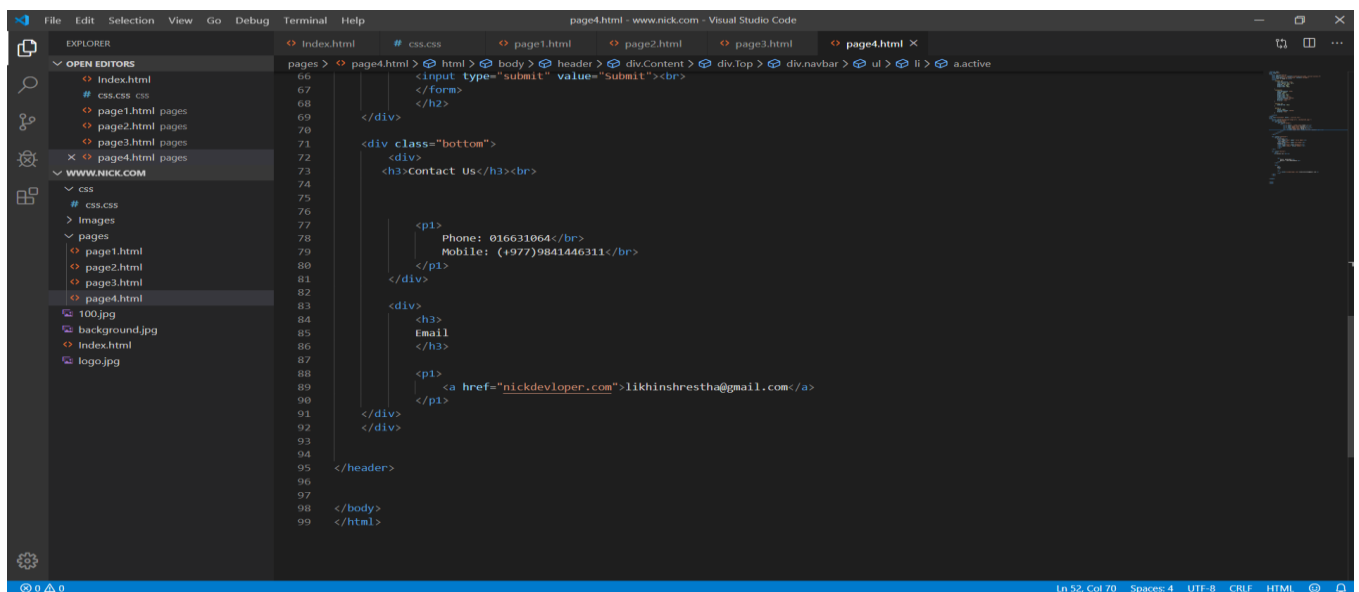 File Edit Selection View Go Debug Terminal Help
page4.html - www.nick.com - Visual Studio Code
EXPLORER
OPEN EDITORS
Index.html
css.css css
page1.html pages
page2.html pages
page3.html pages
page4.html pages
WWW.NICK.COM
css
css.css
Images
pages
page1.html
page2.html
page3.html
page4.html
100.jpg
background.jpg
Index.html
logo.jpg
Index.html css.css page1.html page2.html page3.html page4.html
pages > page4.html > html > body > header > div.Content > div.Top > div.navbar > ul > li > a.active
66 <input type="submit" value="Submit"><br>
67 </form>
68 </h2>
69 </div>
70
71 <div class="bottom">
72 <div>
73 <h3>Contact Us</h3><br>
74
75
76
77 <p1>
78 Phone: 016631064</br>
79 Mobile: (+977)9841446311</br>
80 </p1>
81 </div>
82
83 <div>
84 <h3>
85 Email
86 </h3>
87
88 <p1>
89 <a href="nickdevloper.com">likhinshrestha@gmail.com</a>
90 </p1>
91 </div>
92 </div>
93
94
95 </header>
96
97
98 </body>
99 </html>
0 0
Ln 52, Col 70 Spaces: 4 UTF-8 CRLF HTML